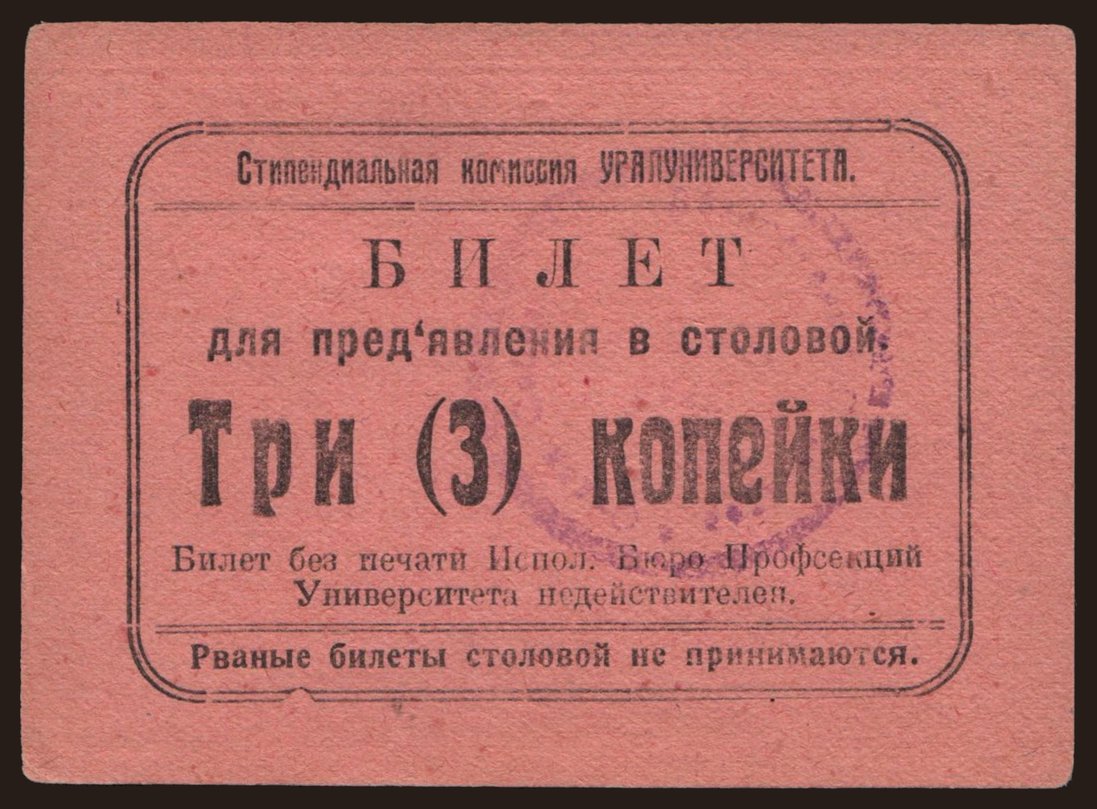 Стипендиальная комиссия УРАЛУНИВЕРСИТЕТА.
БИЛЕТ
для пред‘явления в столовой.
Три (3) копейки
Билет без печати Испол. Бюро Профсекций
Университета недействителен.
Рваные билеты столовой не принимаются.